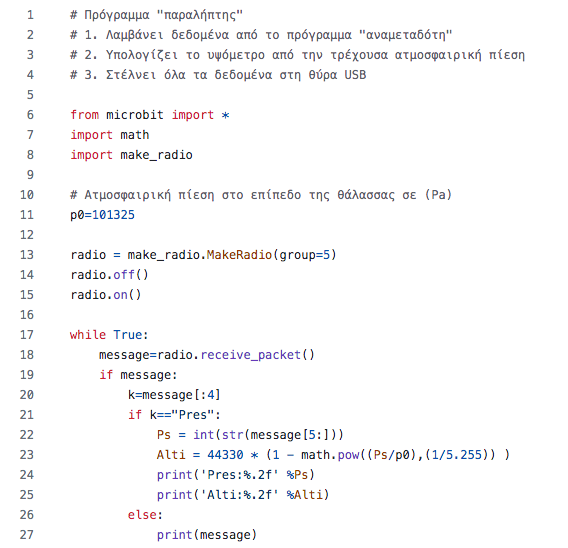 1 # Πρόγραμμα "παραλήπτης"
2 # 1. Λαμβάνει δεδομένα από το πρόγραμμα "αναμεταδότη"
3 # 2. Υπολογίζει το υψόμετρο από την τρέχουσα ατμοσφαιρική πίεση
4 # 3. Στέλνει όλα τα δεδομένα στη θύρα USB
5
6 from microbit import *
7 import math
8 import make_radio
9
10 # Ατμοσφαιρική πίεση στο επίπεδο της θάλασσας σε (Pa)
11 p0=101325
12
13 radio = make_radio.MakeRadio(group=5)
14 radio.off()
15 radio.on()
16
17 while True:
18     message=radio.receive_packet()
19     if message:
20         k=message[:4]
21         if k=="Pres":
22             Ps = int(str(message[5:]))
23             Alti = 44330 * (1 - math.pow((Ps/p0),(1/5.255)) )
24             print('Pres:%.2f' %Ps)
25             print('Alti:%.2f' %Alti)
26         else:
27             print(message)